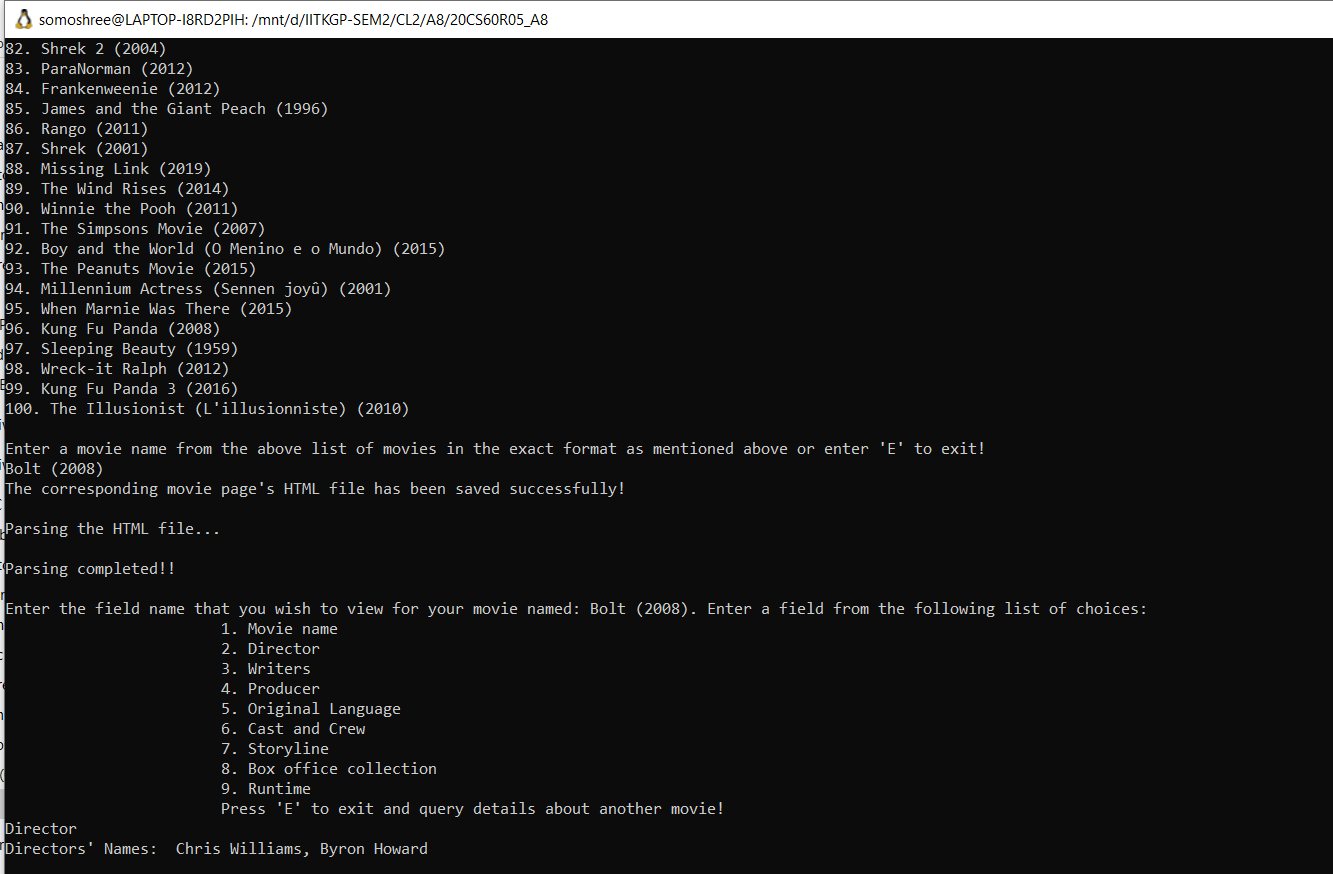 somoshree@LAPTOP-I8RD2PIH: /mnt/d/IITKGP-SEM2/CL2/A8/20CS60R05_A8
82. Shrek 2 (2004)
83. ParaNorman (2012)
84. Frankenweenie (2012)
85. James and the Giant Peach (1996)
86. Rango (2011)
87. Shrek (2001)
88. Missing Link (2019)
89. The Wind Rises (2014)
90. Winnie the Pooh (2011)
91. The Simpsons Movie (2007)
92. Boy and the World (O Menino e o Mundo) (2015)
93. The Peanuts Movie (2015)
94. Millennium Actress (Sennen joyû) (2001)
95. When Marnie Was There (2015)
96. Kung Fu Panda (2008)
97. Sleeping Beauty (1959)
98. Wreck-it Ralph (2012)
99. Kung Fu Panda 3 (2016)
100. The Illusionist (L'illusionniste) (2010)
Enter a movie name from the above list of movies in the exact format as mentioned above or enter 'E' to exit!
Bolt (2008)
The corresponding movie page's HTML file has been saved successfully!
Parsing the HTML file...
Parsing completed!!
Enter the field name that you wish to view for your movie named: Bolt (2008). Enter a field from the following list of choices:
1. Movie name
2. Director
3. Writers
4. Producer
5. Original Language
6. Cast and Crew
7. Storyline
8. Box office collection
9. Runtime
Press 'E' to exit and query details about another movie!
Director
Directors' Names:  Chris Williams, Byron Howard